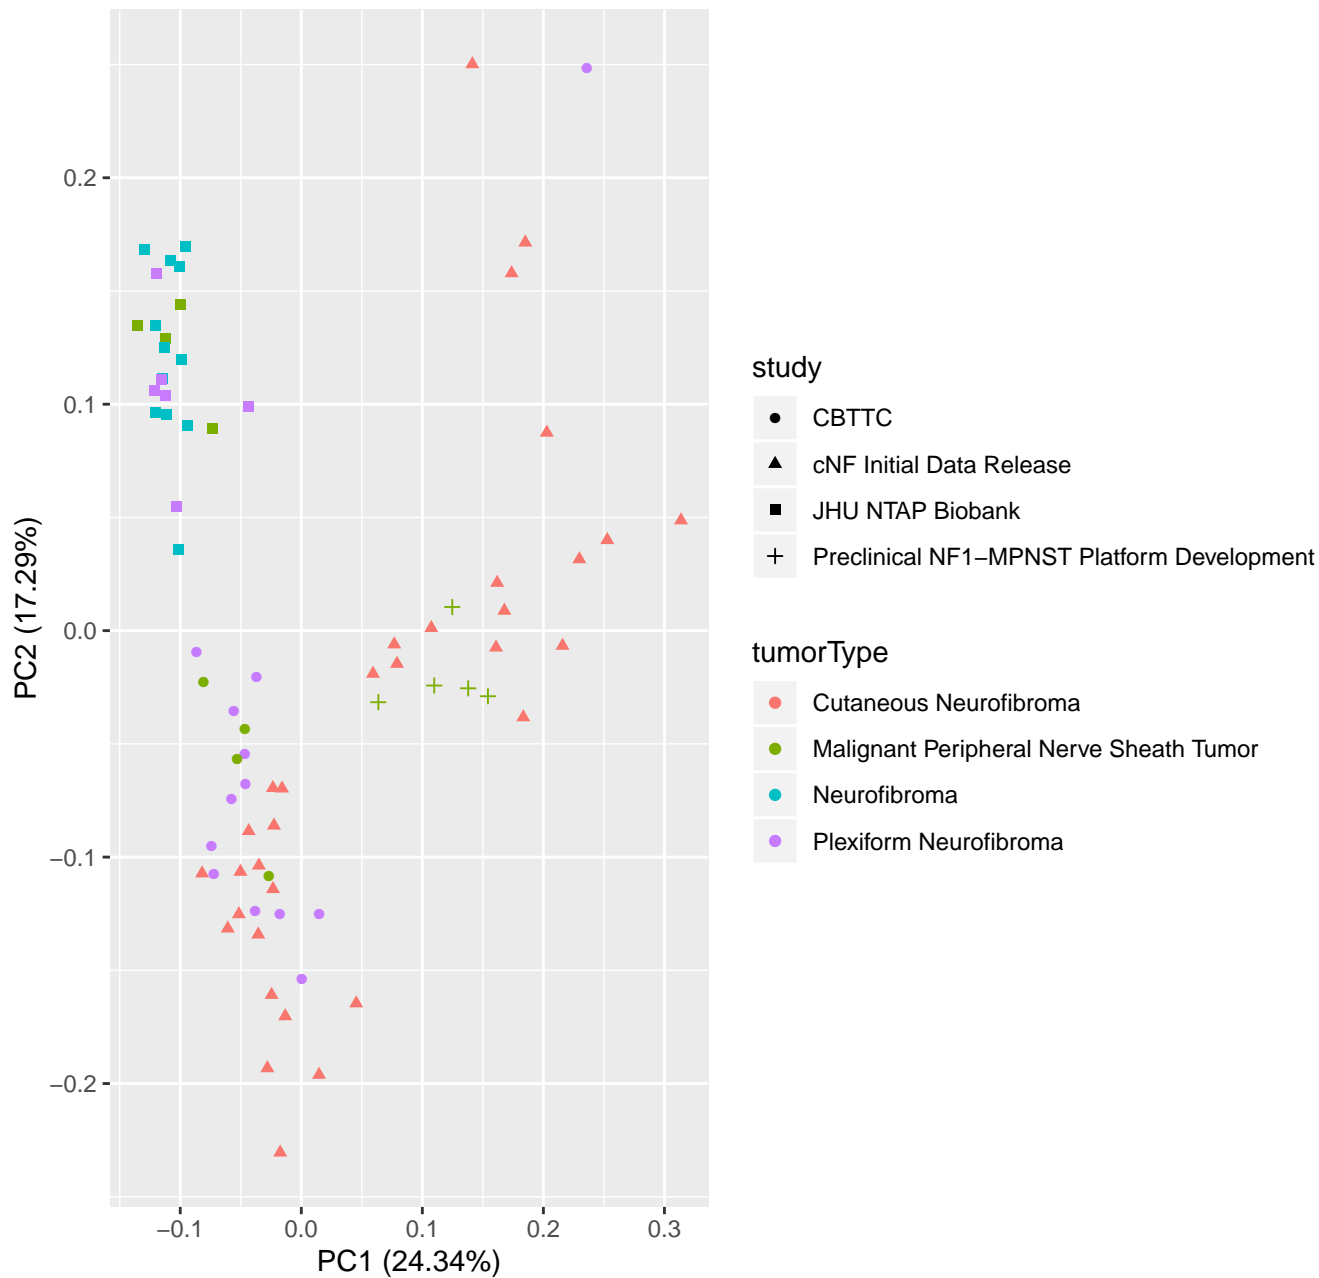 0.2
0.1
0.0
−0.1
−0.2
PC2 (17.29%)
−0.1
0.0
0.1
0.2
0.3
PC1 (24.34%)
study
CBTTC
cNF Initial Data Release
JHU NTAP Biobank
Preclinical NF1−MPNST Platform Development
tumorType
Cutaneous Neurofibroma
Malignant Peripheral Nerve Sheath Tumor
Neurofibroma
Plexiform Neurofibroma